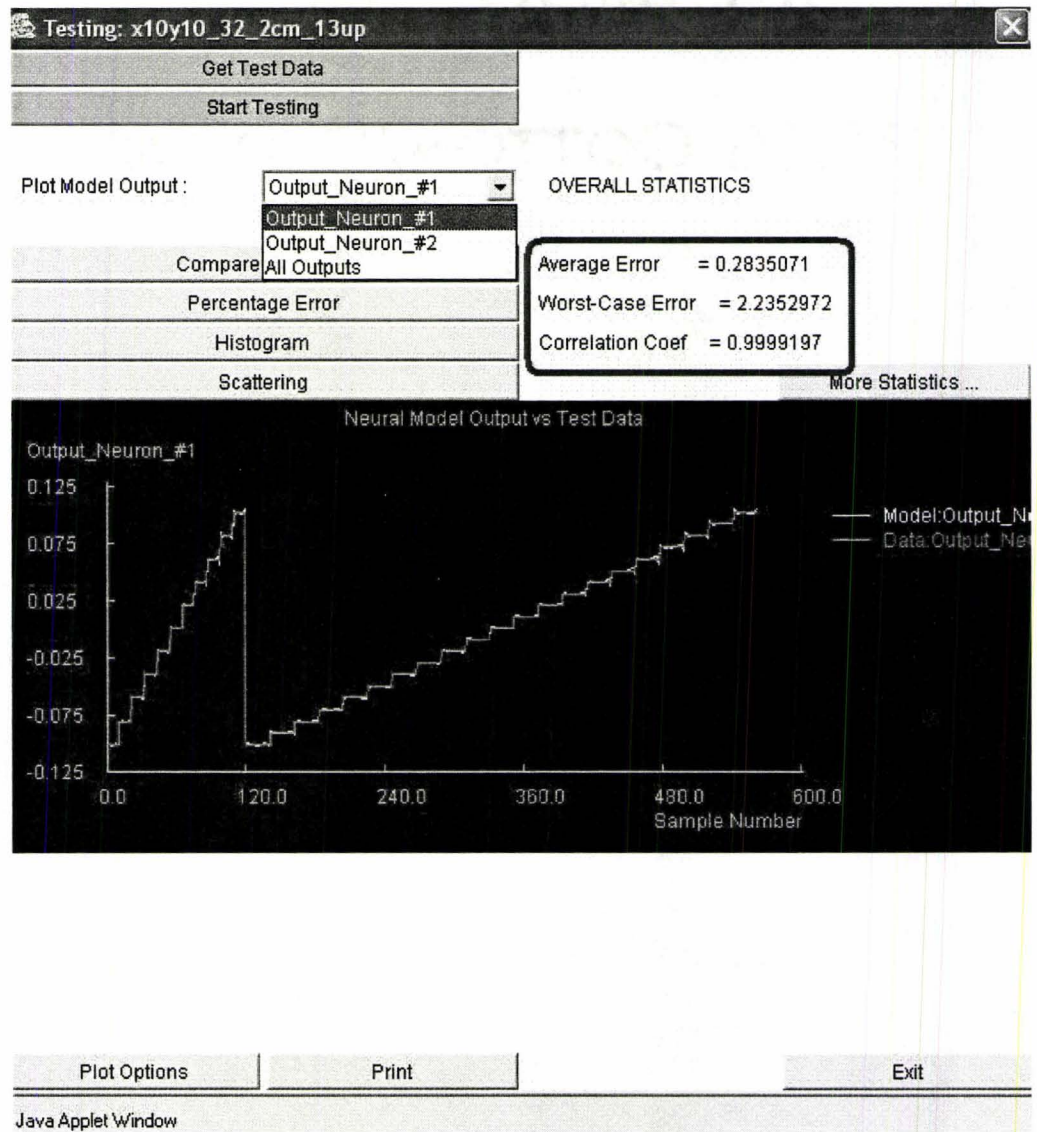 Testing: x10y10_32_2cm_13up
Get Test Data
Start Testing
Plot Model Output :
Output_Neuron_#1
OVERALL STATISTICS
Output_Neuron_#1
Output_Neuron_#2
All Outputs
Compare
Average Error = 0.2835071
Percentage Error
Worst-Case Error = 2.2352972
Histogram
Correlation Coef = 0.9999197
Scattering
More Statistics ...
Neural Model Output vs Test Data
Output_Neuron_#1
0.125
0.075
0.025
-0.025
-0.075
-0.125
Model:Output_N
Data:Output_Ne
0.0 120.0 240.0 360.0 480.0 600.0
Sample Number
Plot Options
Print
Exit
Java Applet Window